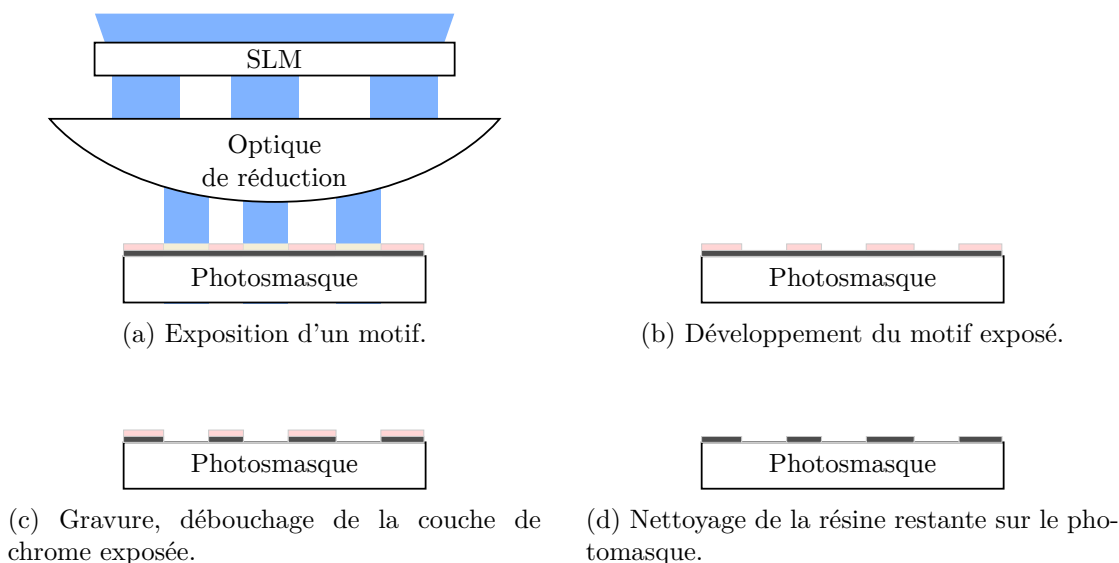 SLM
Optique
de réduction
Photosmasque
(a) Exposition d'un motif.
Photosmasque
(b) Développement du motif exposé.
Photosmasque
(c) Gravure, débouchage de la couche de
chrome exposée.
Photosmasque
(d) Nettoyage de la résine restante sur le pho-
tomasque.